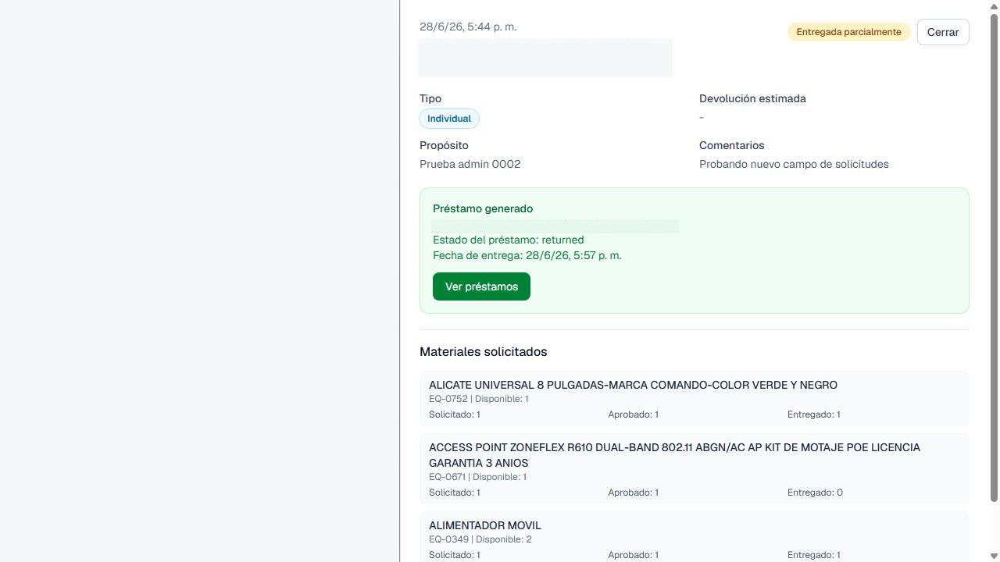 28/6/26, 5:44 p. m.
Entregada parcialmente
Cerrar
Tipo
Individual
Devolución estimada
-
Propósito
Prueba admin 0002
Comentarios
Probando nuevo campo de solicitudes
Préstamo generado
Estado del préstamo: returned
Fecha de entrega: 28/6/26, 5:57 p. m.
Ver préstamos
Materiales solicitados
ALICATE UNIVERSAL 8 PULGADAS-MARCA COMANDO-COLOR VERDE Y NEGRO
EQ-0752 | Disponible: 1
Solicitado: 1 Aprobado: 1 Entregado: 1
ACCESS POINT ZONEFLEX R610 DUAL-BAND 802.11 ABGN/AC AP KIT DE MOTAJE POE LICENCIA
GARANTIA 3 ANIOS
EQ-0671 | Disponible: 1
Solicitado: 1 Aprobado: 1 Entregado: 0
ALIMENTADOR MOVIL
EQ-0349 | Disponible: 2
Solicitado: 1 Aprobado: 1 Entregado: 1